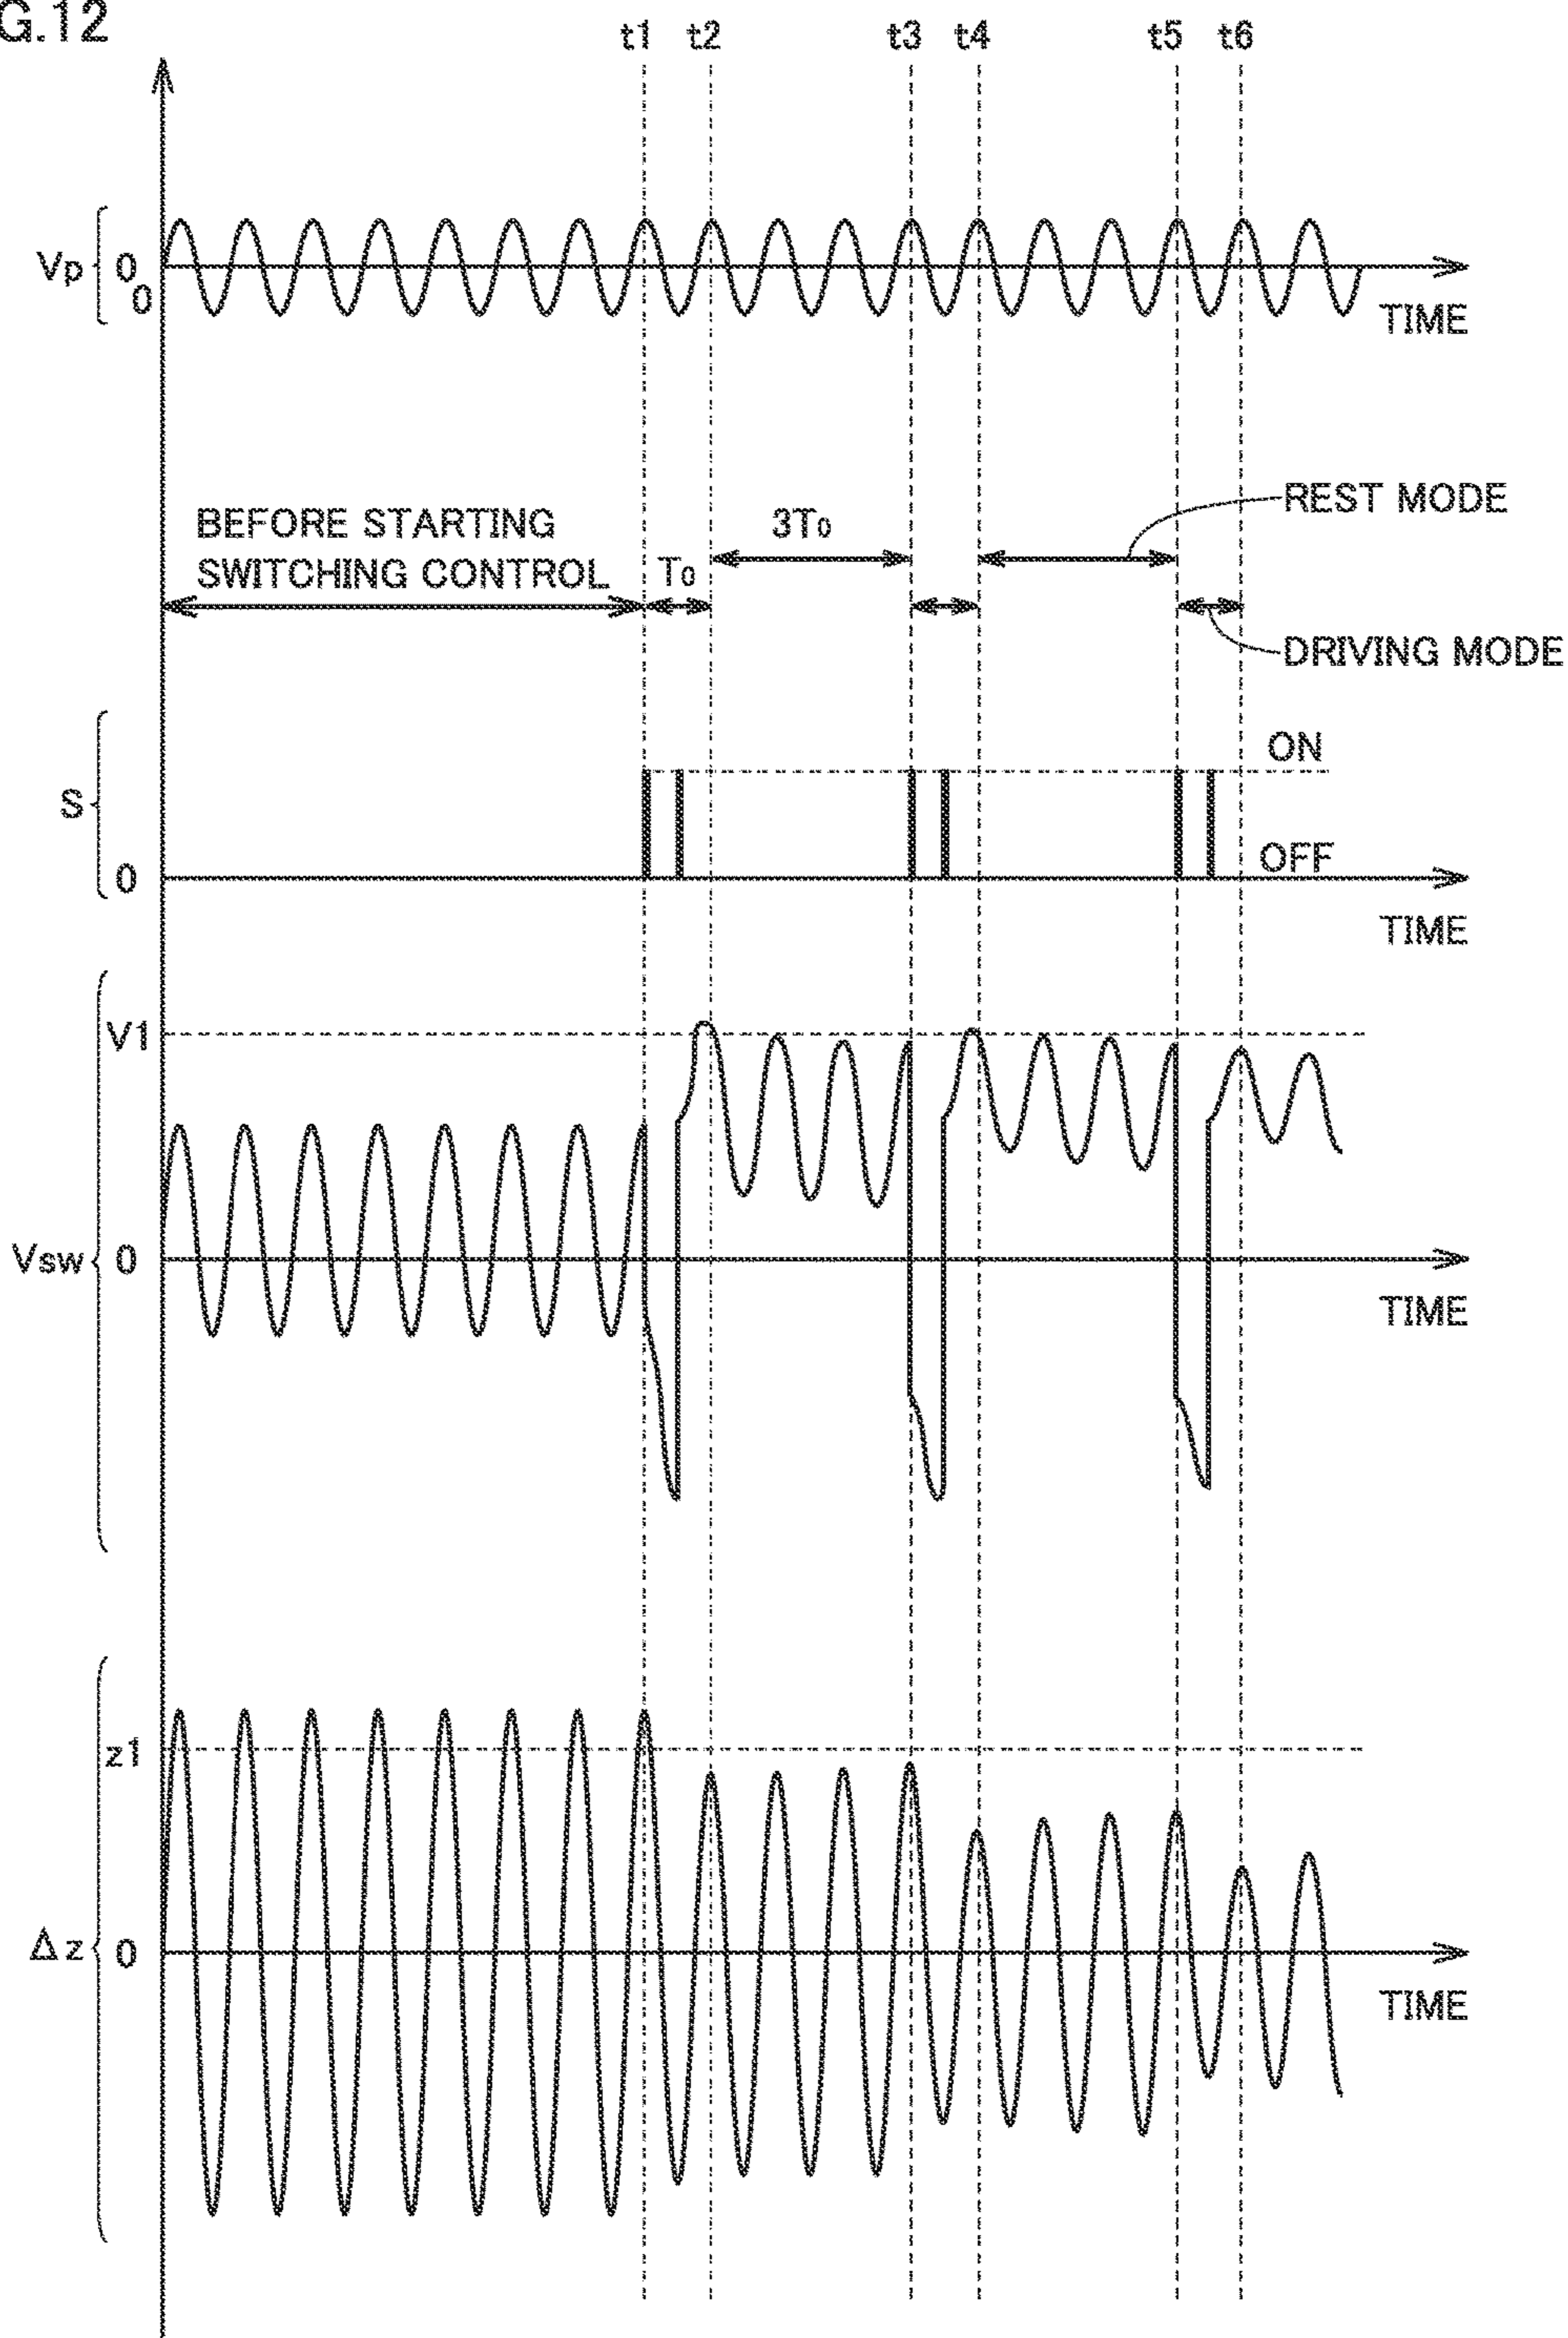 G.12
t1 t2 t3 t4 t5 t6
Vp 0
0
TIME
REST MODE
BEFORE STARTING
SWITCHING CONTROL
T0
3T0
DRIVING MODE
ON
S
OFF
0
TIME
V1
Vsw 0
TIME
z1
Δz 0
TIME